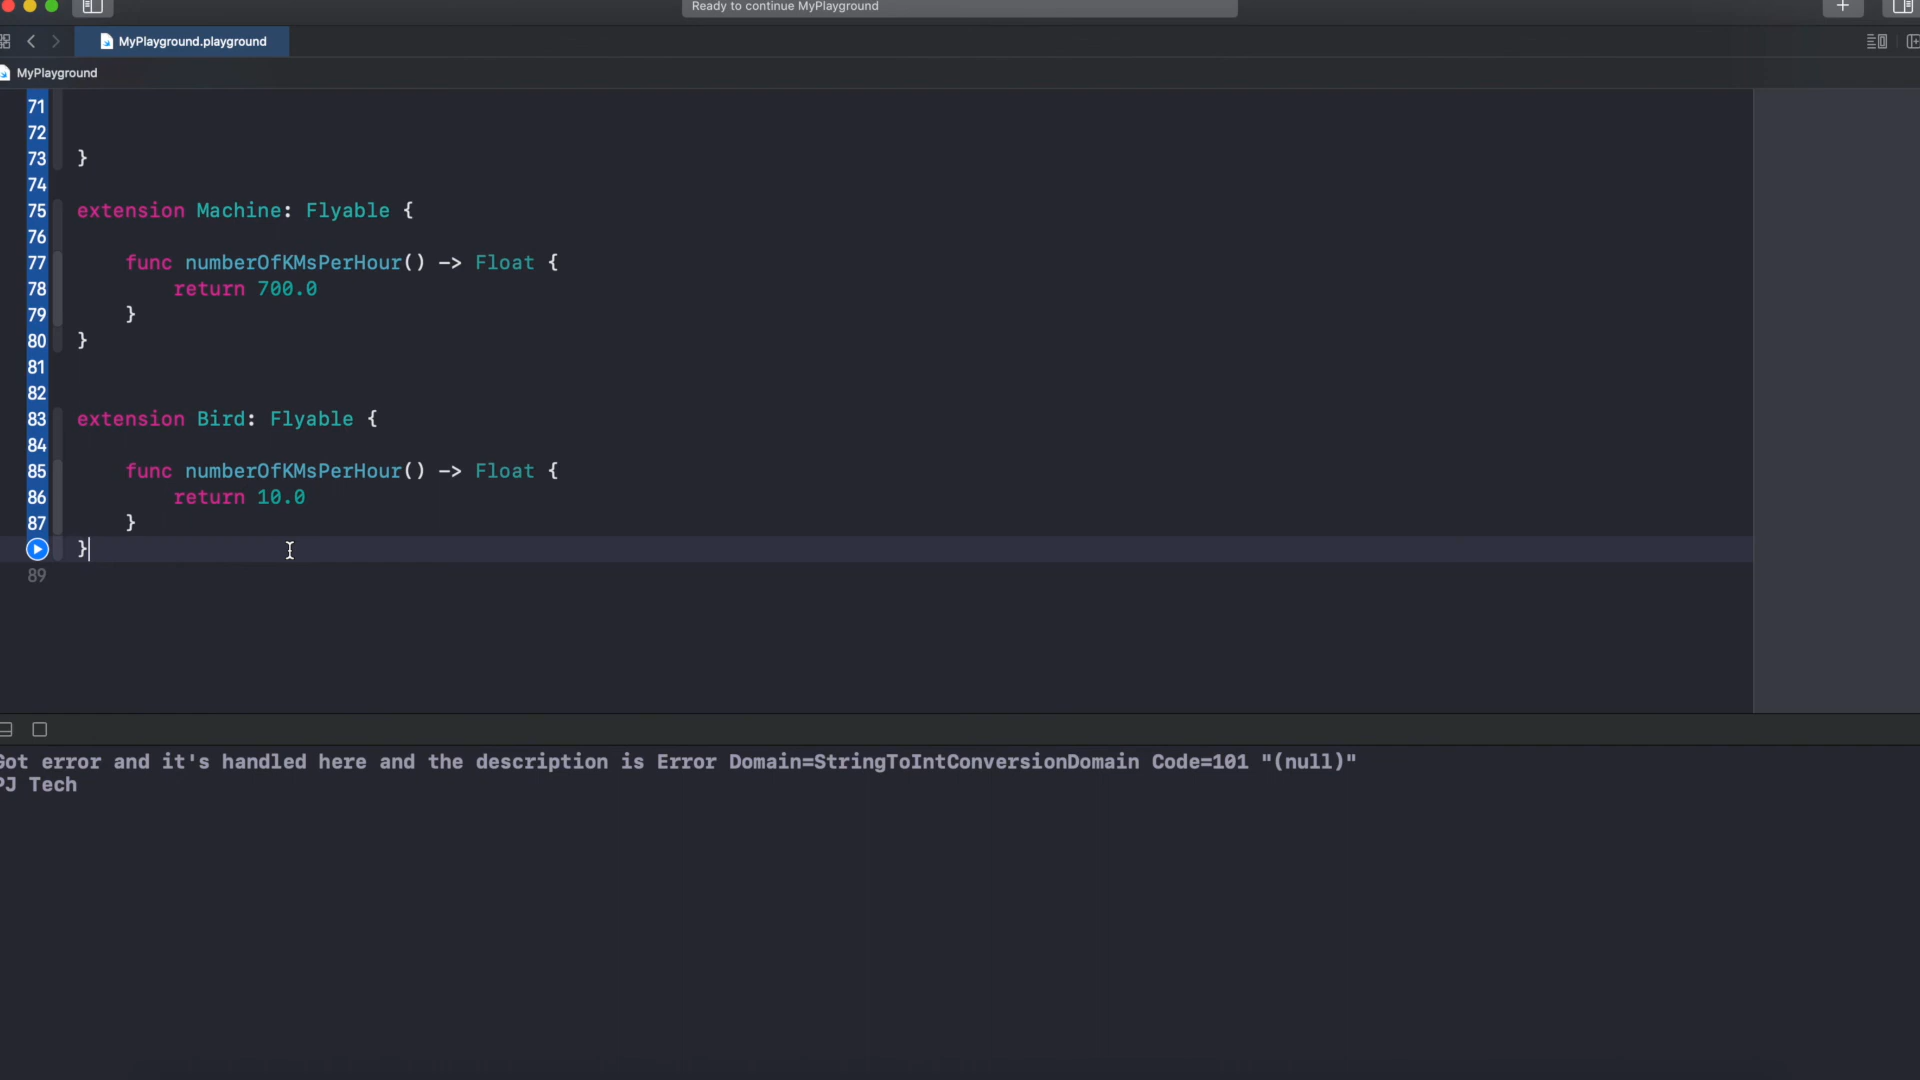 Ready to continue MyPlayground
MyPlayground.playground
MyPlayground
71
72
73 }
74
75 extension Machine: Flyable {
76
77 func numberOfKMsPerHour() -> Float {
78 return 700.0
79 }
80 }
81
82
83 extension Bird: Flyable {
84
85 func numberOfKMsPerHour() -> Float {
86 return 10.0
87 }
}
89
Got error and it's handled here and the description is Error Domain=StringToIntConversionDomain Code=101 "(null)"
PJ Tech